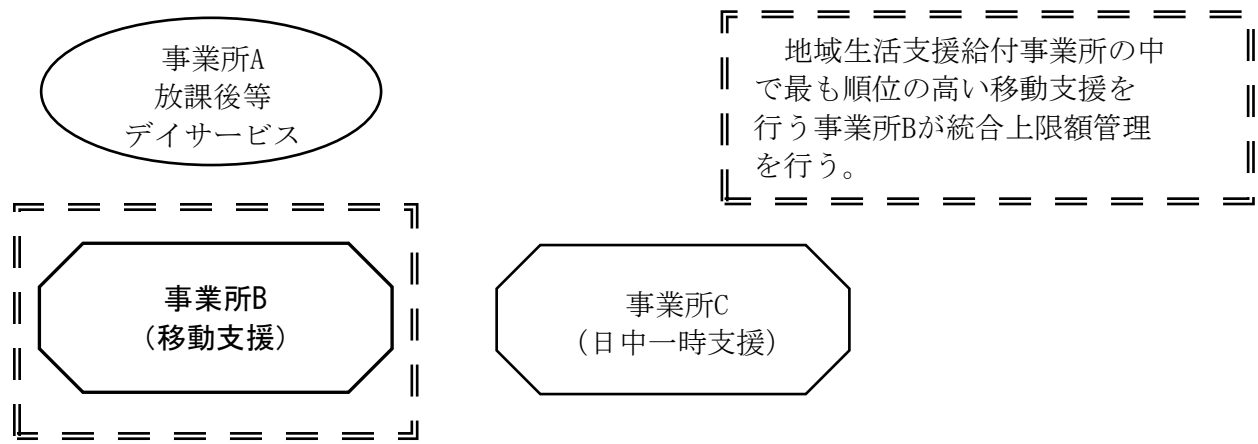 事業所A
放課後等
デイサービス
　地域生活支援給付事業所の中
で最も順位の高い移動支援を
行う事業所Bが統合上限額管理
を行う。
事業所B
(移動支援)
事業所C
(日中一時支援)